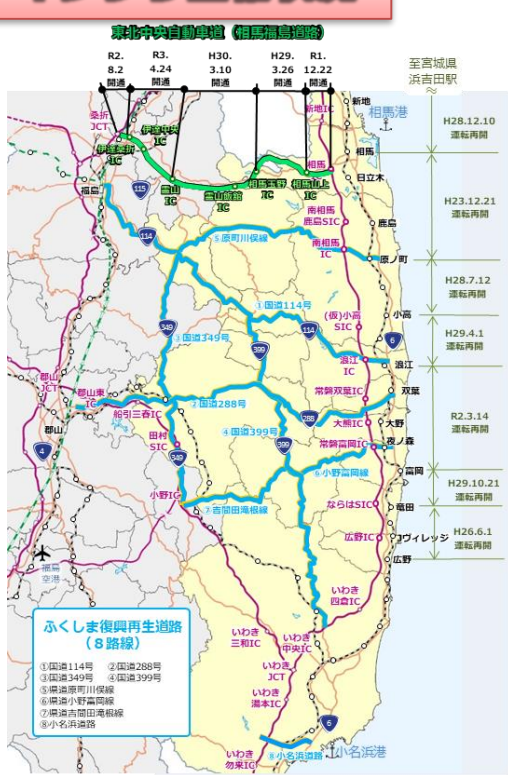 東北中央自動車道（相馬福島道路）
R2.
8.2
開通
R3.
4.24
開通
H30.
3.10
開通
H29.
3.26
開通
R1.
12.22
開通
至宮城県
浜吉田駅
桑折
JCT
伊達桑折
IC
伊達中央
IC
霊山
IC
霊山飯舘
IC
相馬玉野
IC
相馬山上
IC
相馬
新地IC
新地
相馬港
相馬
日立木
鹿島
原ノ町
小高
浪江
双葉
大野
夜ノ森
富岡
竜田
Jヴィレッジ
広野
H28.12.10
運転再開
H23.12.21
運転再開
H28.7.12
運転再開
H29.4.1
運転再開
R2.3.14
運転再開
H29.10.21
運転再開
H26.6.1
運転再開
福島
115
114
⑤原町川俣線
南相馬
鹿島SIC
南相馬
IC
①国道114号
114
(仮)小高
SIC
6
349
③国道349号
399
浪江
IC
郡山
JCT
郡山東
IC
船引三春IC
②国道288号
常磐双葉IC
288
大熊IC
郡山
4
田村
SIC
④国道399号
399
常磐富岡IC
349
⑥小野富岡線
小野IC
⑦吉間田滝根線
ならはSIC
広野IC
福島
空港
いわき
四倉IC
いわき
三和IC
いわき
中央IC
いわき
JCT
いわき
湯本IC
いわき
勿来IC
6
⑧小名浜道路
小名浜港
ふくしま復興再生道路
（８路線）
①国道114号　②国道288号
③国道349号　④国道399号
⑤県道原町川俣線
⑥県道小野富岡線
⑦県道吉間田滝根線
⑧小名浜道路